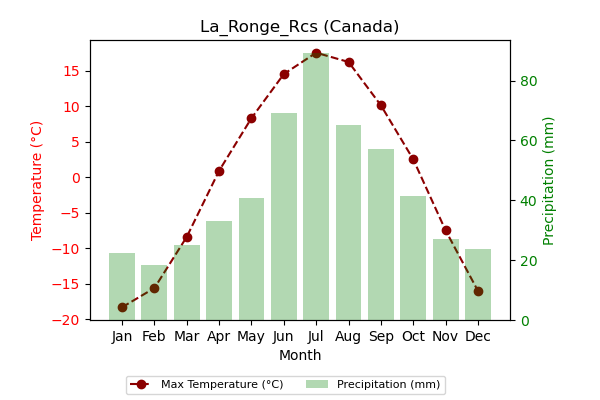 La_Ronge_Rcs (Canada)
Temperature (°C)
15
10
5
0
−5
−10
−15
−20
80
60
40
20
0
Precipitation (mm)
Jan Feb Mar Apr May Jun Jul Aug Sep Oct Nov Dec
Month
Max Temperature (°C) Precipitation (mm)